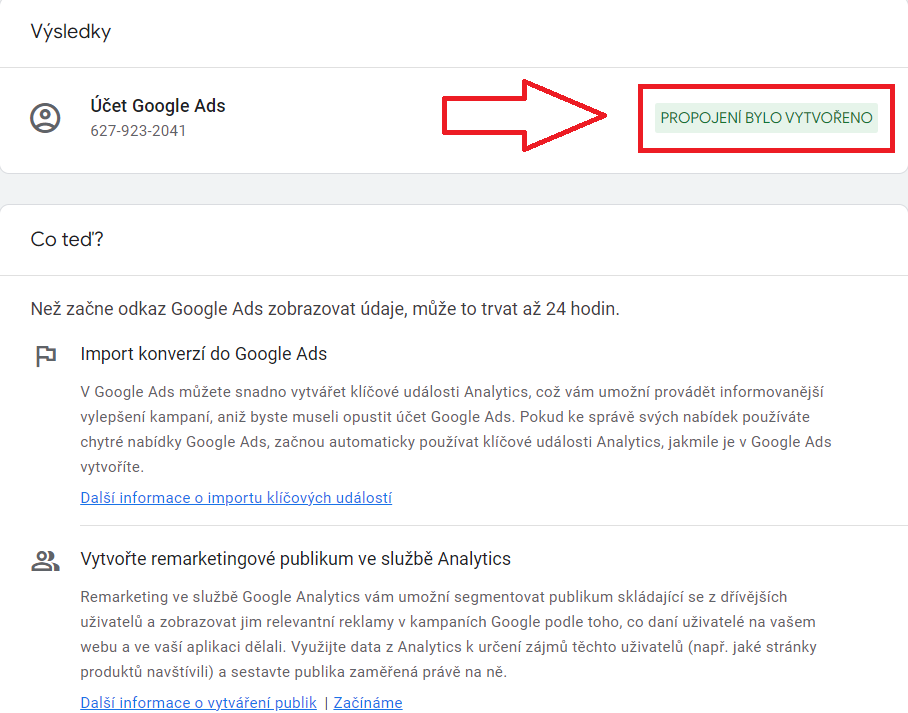 Výsledky
Účet Google Ads
627-923-2041
PROPOJENÍ BYLO VYTVOŘENO
Co teď?
Než začne odkaz Google Ads zobrazovat údaje, může to trvat až 24 hodin.
Import konverzí do Google Ads
V Google Ads můžete snadno vytvářet klíčové události Analytics, což vám umožní provádět informovanější
vylepšení kampaní, aniž byste museli opustit účet Google Ads. Pokud ke správě svých nabídek používáte
chytré nabídky Google Ads, začnou automaticky používat klíčové události Analytics, jakmile je v Google Ads
vytvoříte.
Další informace o importu klíčových událostí
Vytvořte remarketingové publikum ve službě Analytics
Remarketing ve službě Google Analytics vám umožní segmentovat publikum skládající se z dřívějších
uživatelů a zobrazovat jim relevantní reklamy v kampaních Google podle toho, co daní uživatelé na vašem
webu a ve vaší aplikaci dělali. Využijte data z Analytics k určení zájmů těchto uživatelů (např. jaké stránky
produktů navštívili) a sestavte publika zaměřená právě na ně.
Další informace o vytváření publik | Začínáme